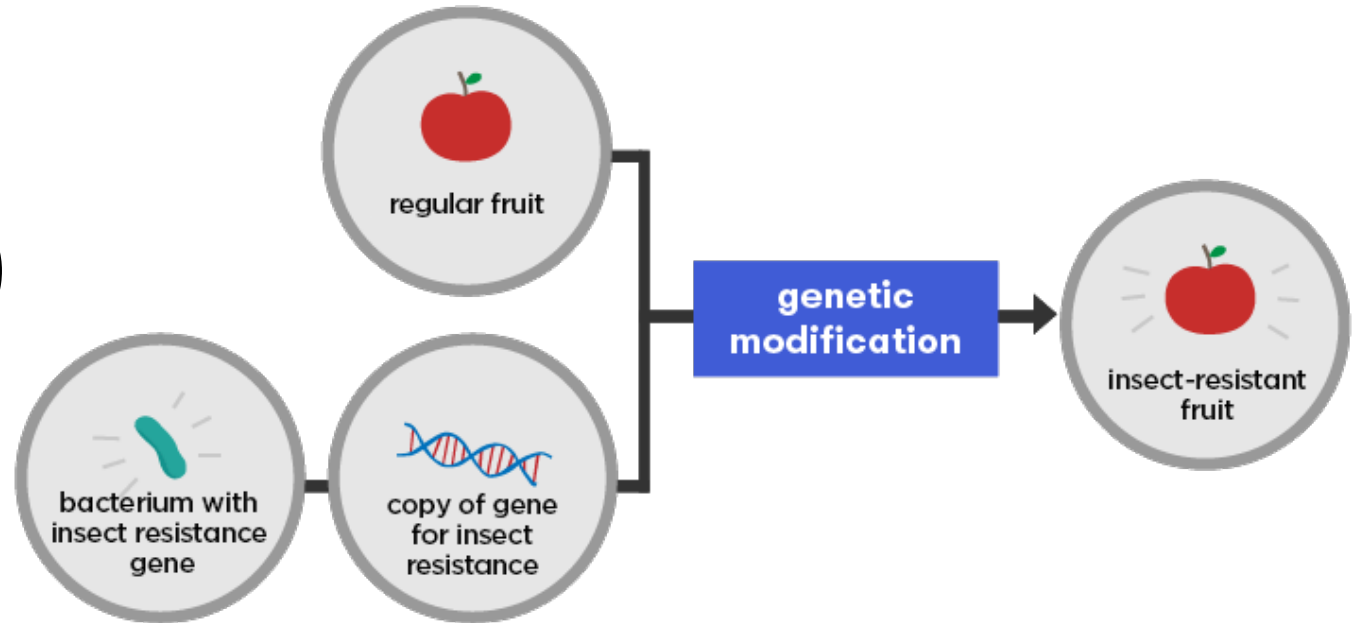 regular fruit
bacterium with
insect resistance
gene
copy of gene
for insect
resistance
genetic
modification
insect-resistant
fruit